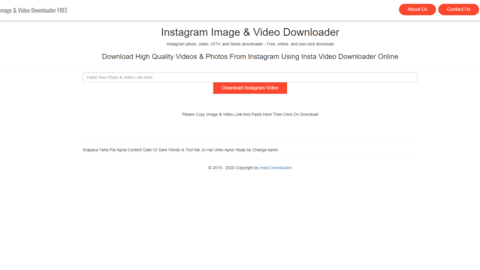 mage & Video Downloader FREE
About Us
Contact Us
Instagram Image & Video Downloader
Instagram photo, video, IGTV, and Reels downloader - Free, online, and one-click download
Download High Quality Videos & Photos From Instagram Using Insta Video Downloader Online
Paste Your Photo & Video Link Here
Download Instagram Video
Please Copy Image & Video Link And Paste Here Then Click On Download
Yaha Par Apna Content Dale Or Sare Words Is Tool Me Jo Hai Unko Apne Hisab se Change karen
© 2019 - 2020 Copyright by Insta Downloader